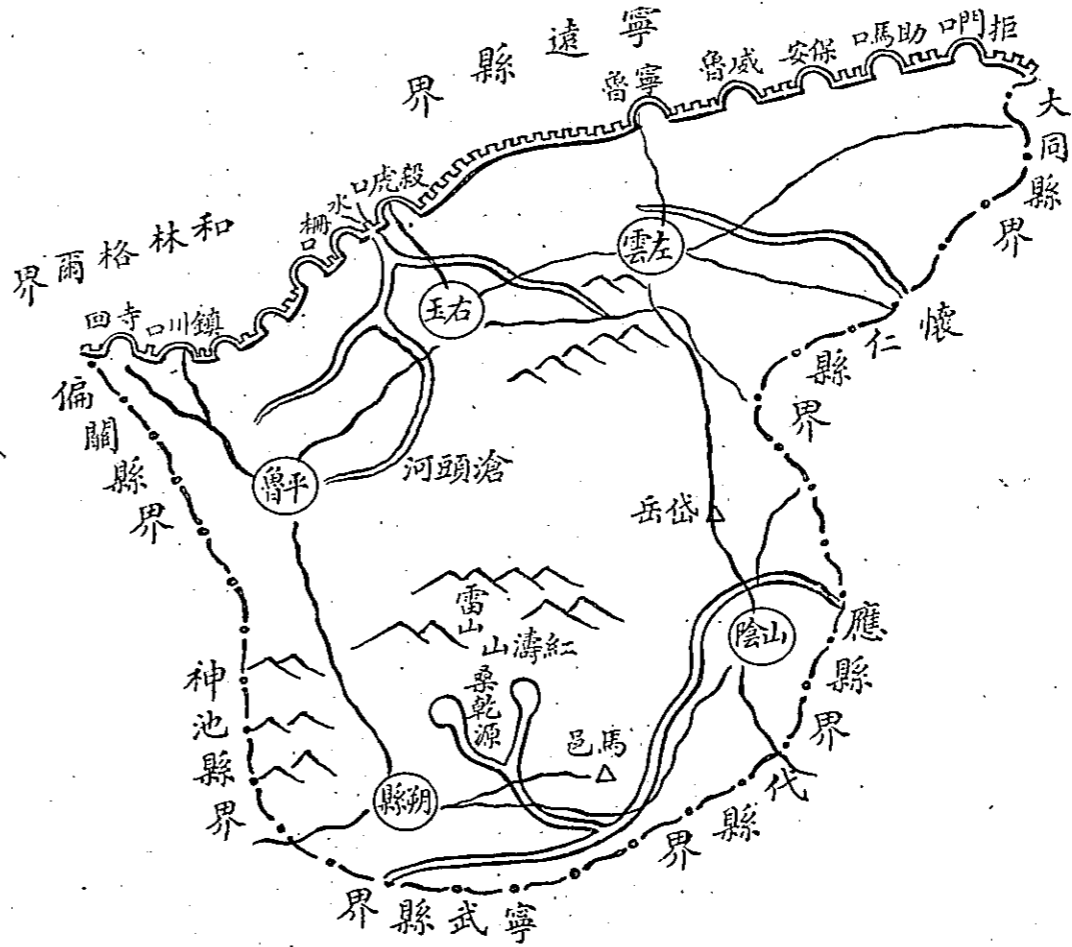 寧遠縣界
拒門口
助馬口
保安
威魯
寧魯
殺虎口
水柵口
和林格爾界
鎮川口
寺囬
大同縣界
懷仁縣界
應縣界
代縣界
寧武縣界
神池縣界
偏關縣界
左雲
右玉
平魯
滄頭河
岱岳
山陰
雷山
紅濤山
桑乾源
馬邑
朔縣